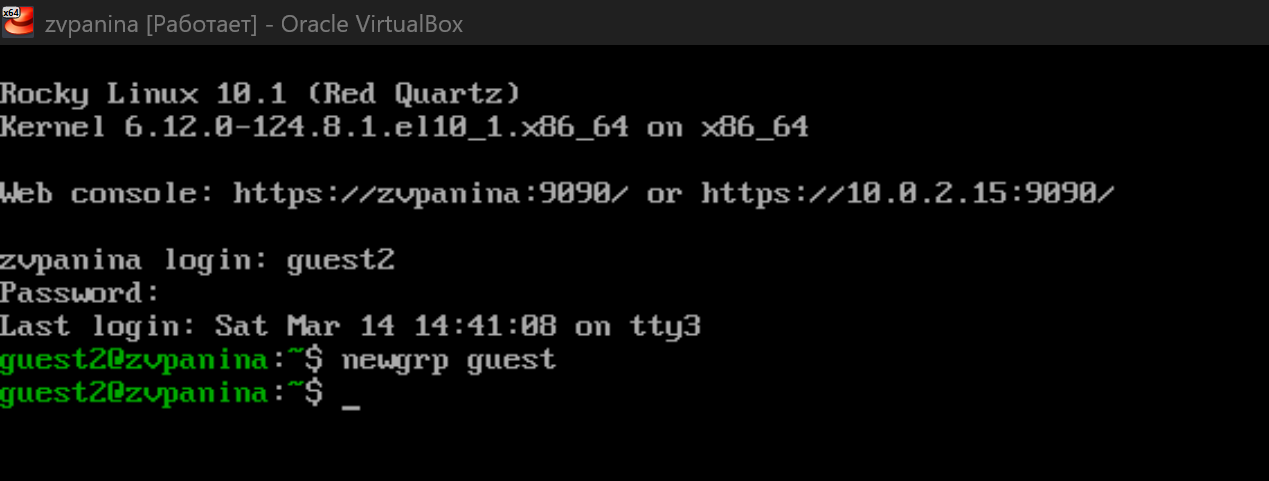 x64
zvpanina [Работает] - Oracle VirtualBox
Rocky Linux 10.1 (Red Quartz)
Kernel 6.12.0-124.8.1.el10_1.x86_64 on x86_64
Web console: https://zvpanina:9090/ or https://10.0.2.15:9090/
zvpanina login: guest2
Password:
Last login: Sat Mar 14 14:41:08 on tty3
guest2@zvpanina:~$ newgrp guest
guest2@zvpanina:~$ _